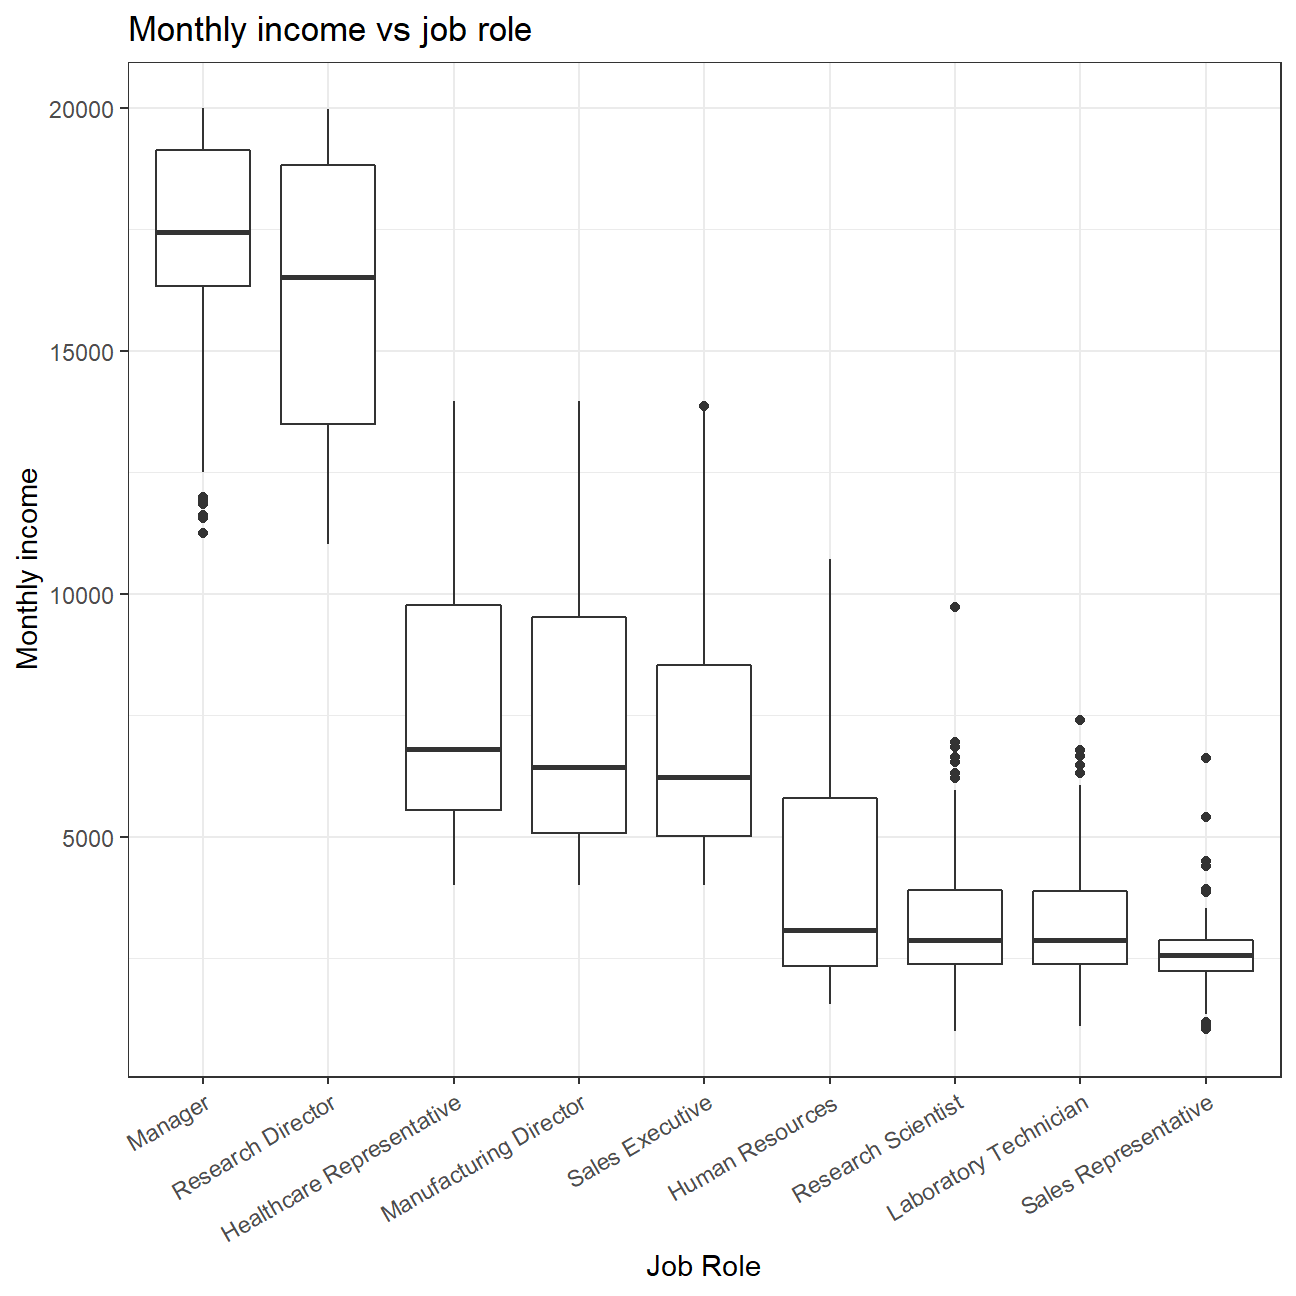 Monthly income vs job role
Monthly income
20000
15000
10000
5000
Manager
Research Director
Healthcare Representative
Manufacturing Director
Sales Executive
Human Resources
Research Scientist
Laboratory Technician
Sales Representative
Job Role